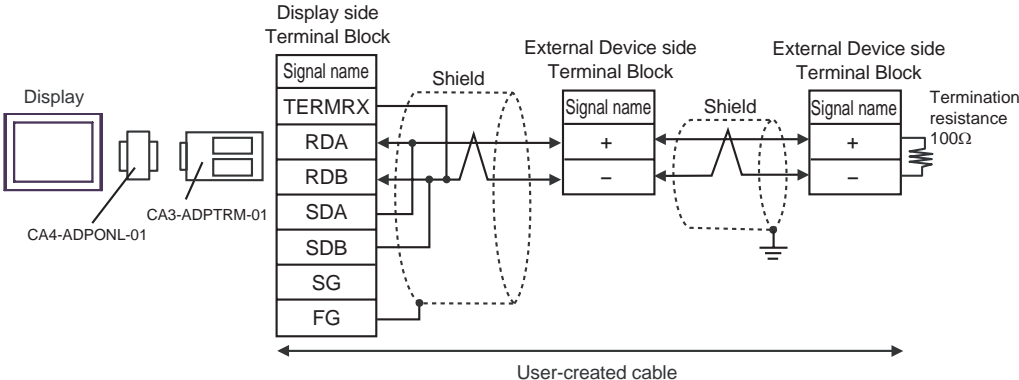 Display side
Terminal Block
Signal name
TERMRX
RDA
RDB
SDA
SDB
SG
FG
Display
CA4-ADPONL-01
CA3-ADPTRM-01
Shield
External Device side
Terminal Block
Signal name
+
−
Shield
External Device side
Terminal Block
Signal name
+
−
Termination
resistance
100Ω
User-created cable